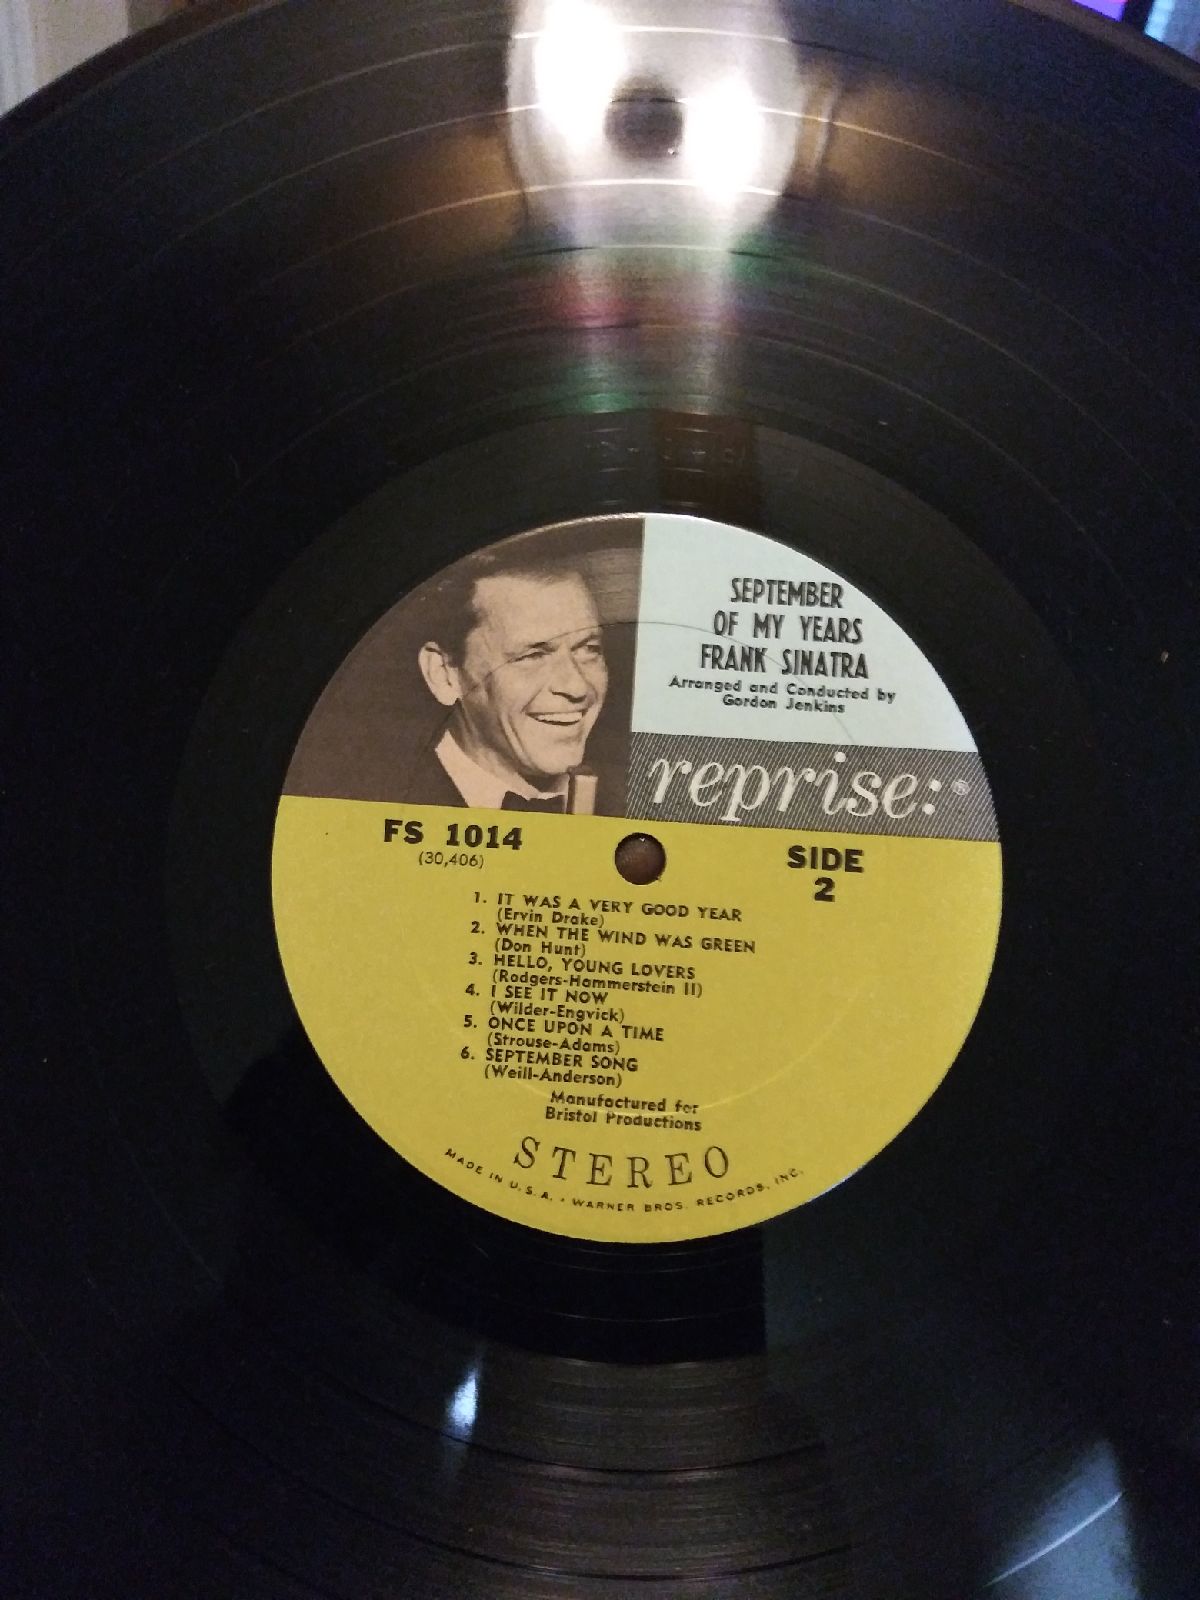 SEPTEMBER
OF MY YEARS
FRANK SINATRA
Arranged and Conducted by
Gordon Jenkins
reprise:®
FS 1014
(30,406)
SIDE
2
1. IT WAS A VERY GOOD YEAR
(Ervin Drake)
2. WHEN THE WIND WAS GREEN
(Don Hunt)
3. HELLO, YOUNG LOVERS
(Rodgers-Hammerstein II)
4. I SEE IT NOW
(Wilder-Engvick)
5. ONCE UPON A TIME
(Strouse-Adams)
6. SEPTEMBER SONG
(Weill-Anderson)
Manufactured for
Bristol Productions
STEREO
MADE IN U.S.A. • WARNER BROS. RECORDS, INC.